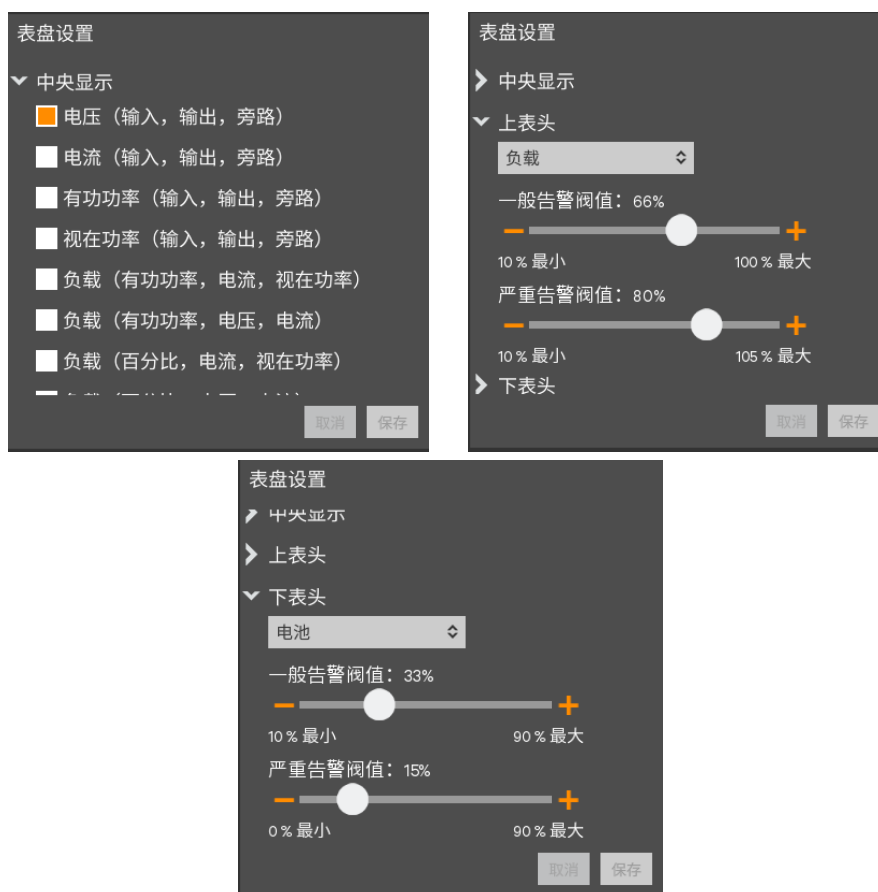 表盘设置
中央显示
电压（输入，输出，旁路）
电流（输入，输出，旁路）
有功功率（输入，输出，旁路）
视在功率（输入，输出，旁路）
负载（有功功率，电流，视在功率）
负载（有功功率，电压，电流）
负载（百分比，电流，视在功率）
取消 保存
表盘设置
中央显示
上表头
负载
一般告警阀值：66%
10 % 最小 100 % 最大
严重告警阀值：80%
10 % 最小 105 % 最大
下表头
取消 保存
表盘设置
中央显示
上表头
下表头
电池
一般告警阀值：33%
10 % 最小 90 % 最大
严重告警阀值：15%
0 % 最小 90 % 最大
取消 保存